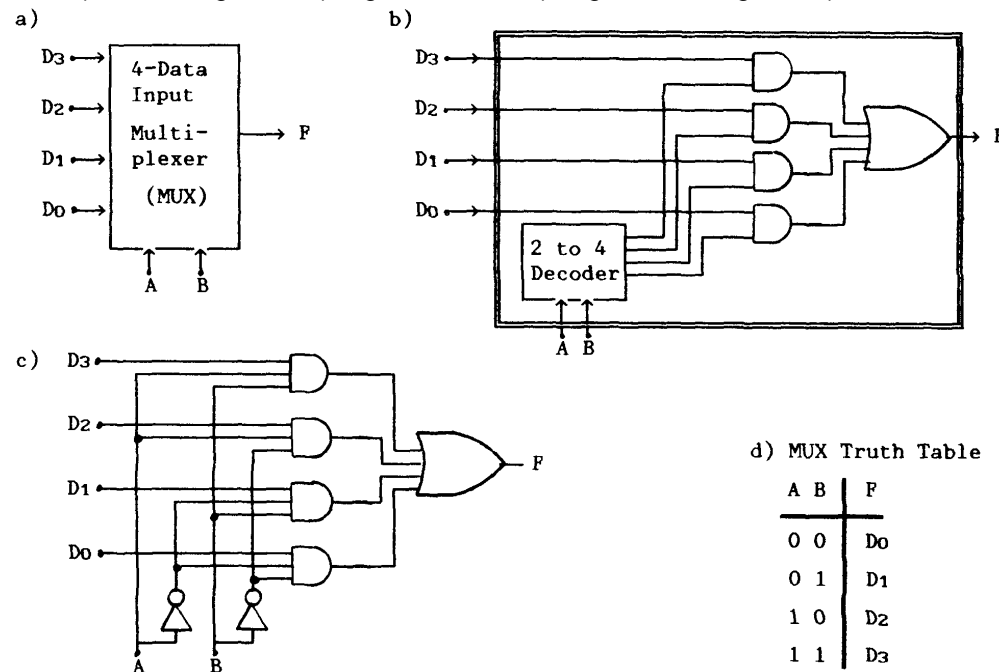 a)
D3
D2
D1
D0
4-Data
Input
Multi-
plexer
(MUX)
F
A B
b)
D3
D2
D1
D0
2 to 4
Decoder
A B
c)
D3
D2
D1
D0
F
A B
d) MUX Truth Table
A B F
0 0 D0
0 1 D1
1 0 D2
1 1 D3